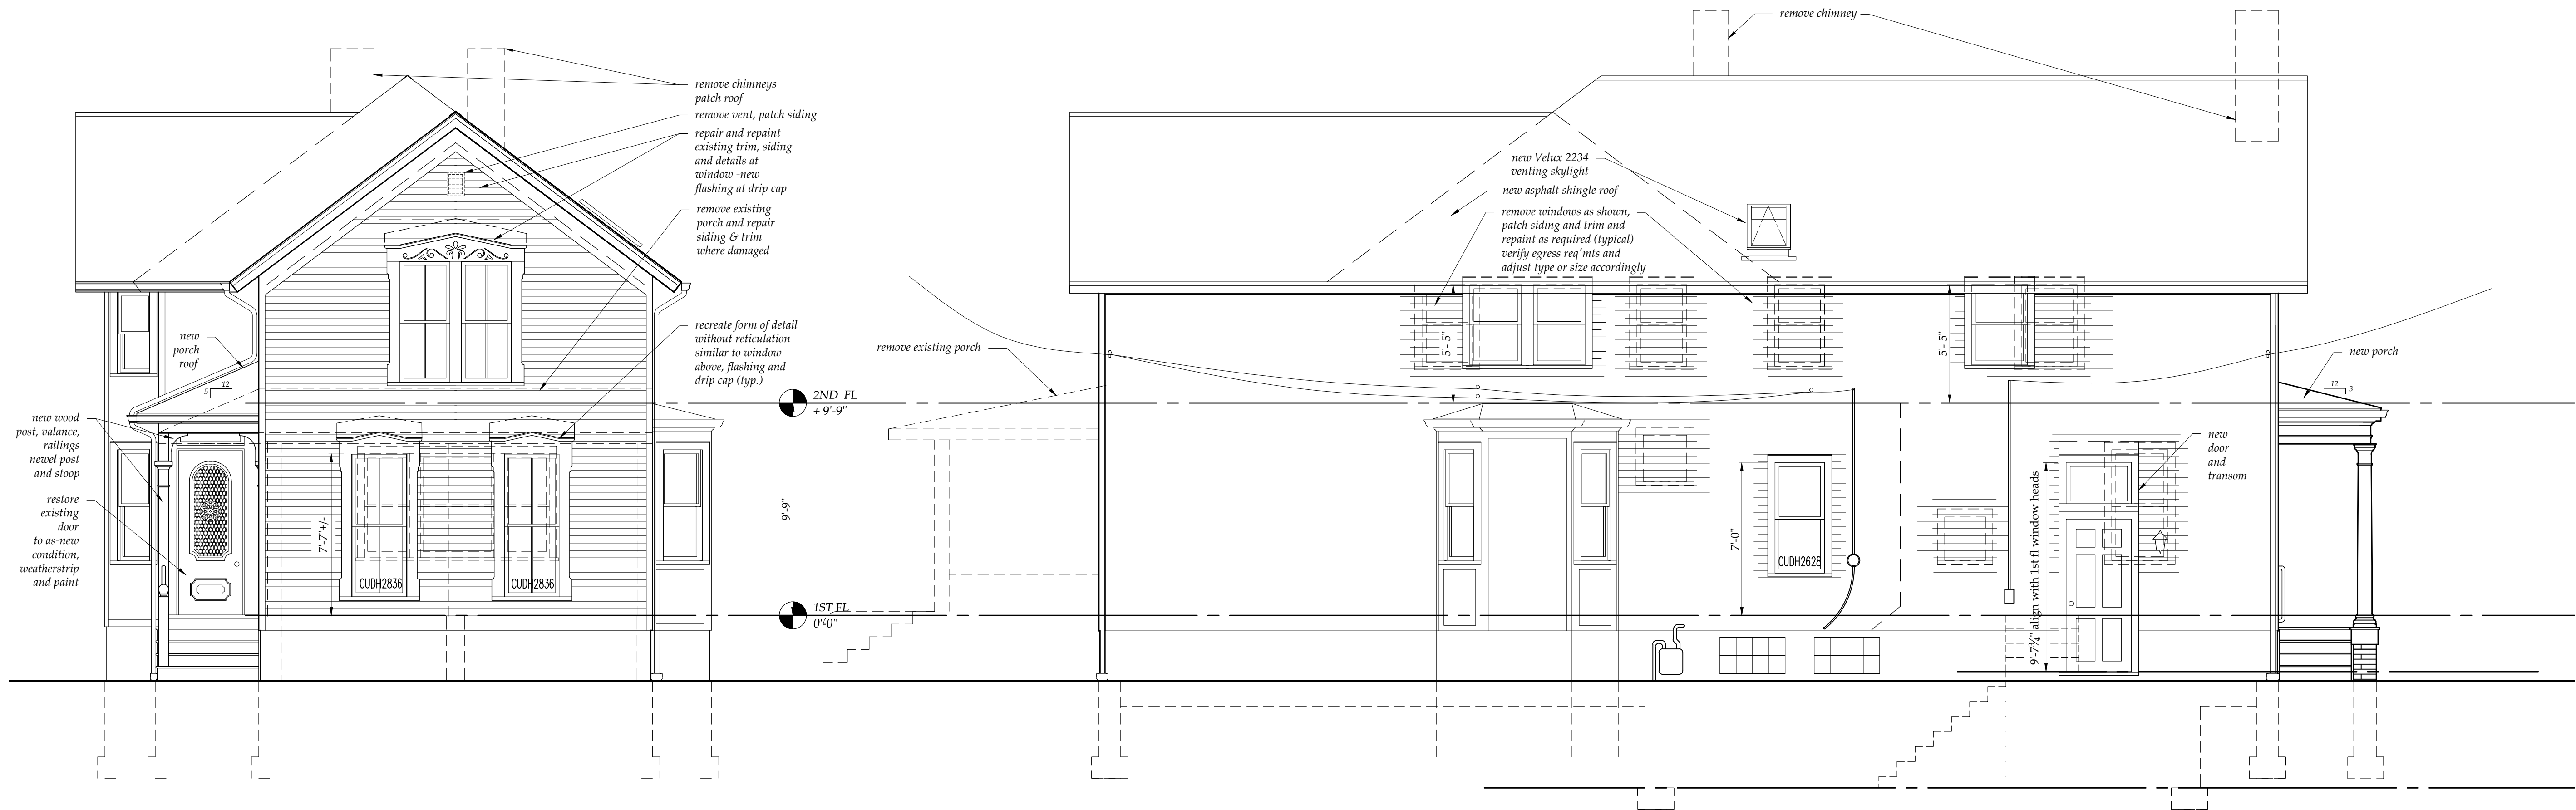 remove chimneys
patch roof
remove vent, patch siding
repair and repaint
existing trim, siding
and details at
window -new
flashing at drip cap
remove existing
porch and repair
siding & trim
where damaged
recreate form of detail
without reticulation
similar to window
above, flashing and
drip cap (typ.)
new
porch
roof
12
5
new wood
post, valance,
railings
newel post
and stoop
restore
existing
door
to as-new
condition,
weatherstrip
and paint
7'-7"+/-
CUDH2836
CUDH2836
2ND FL
+ 9'-9"
9'-9"
1ST FL
0'-0"
remove existing porch
remove chimney
new Velux 2234
venting skylight
new asphalt shingle roof
remove windows as shown,
patch siding and trim and
repaint as required (typical)
verify egress req'mts and
adjust type or size accordingly
5'- 5"
5'- 5"
new porch
12
3
new
door
and
transom
7'-0"
CUDH2628
9'-7¾" align with 1st fl window heads